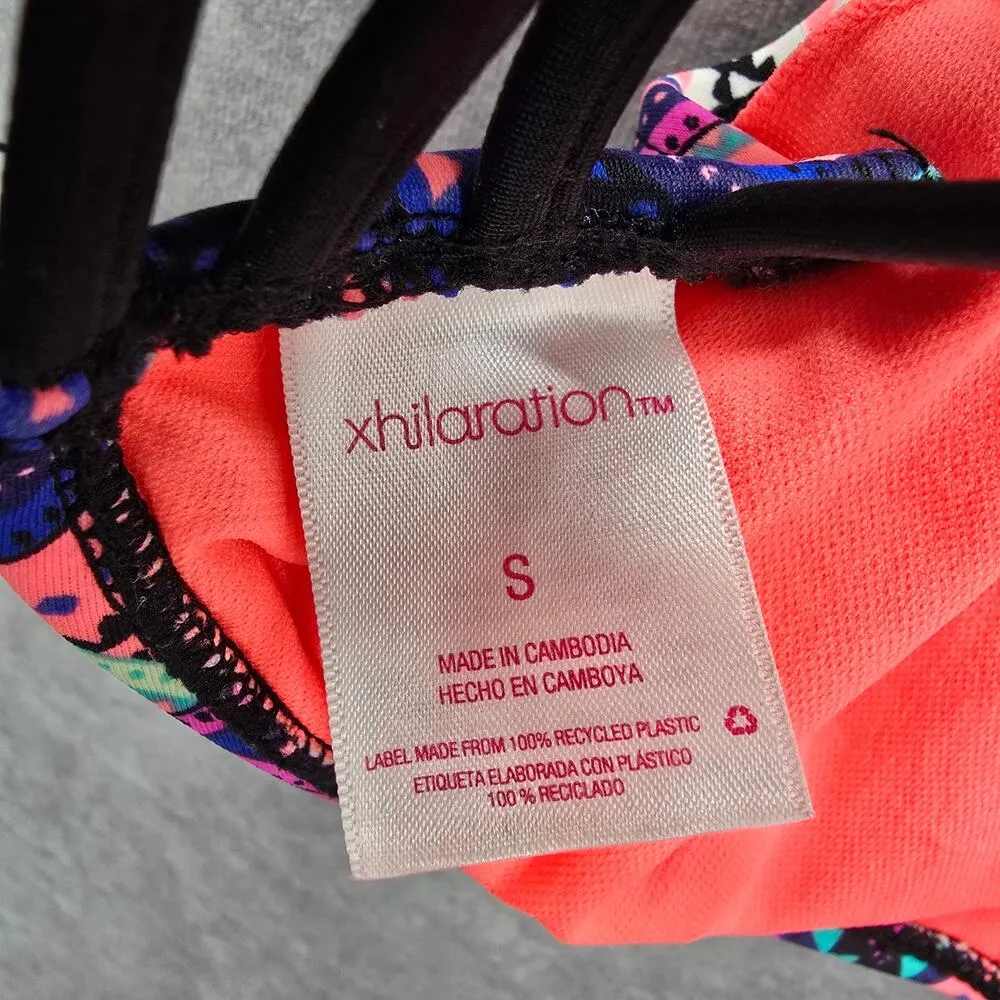 xhilaration™
S
MADE IN CAMBODIA
HECHO EN CAMBOYA
LABEL MADE FROM 100% RECYCLED PLASTIC
ETIQUETA ELABORADA CON PLÁSTICO
100 % RECICLADO